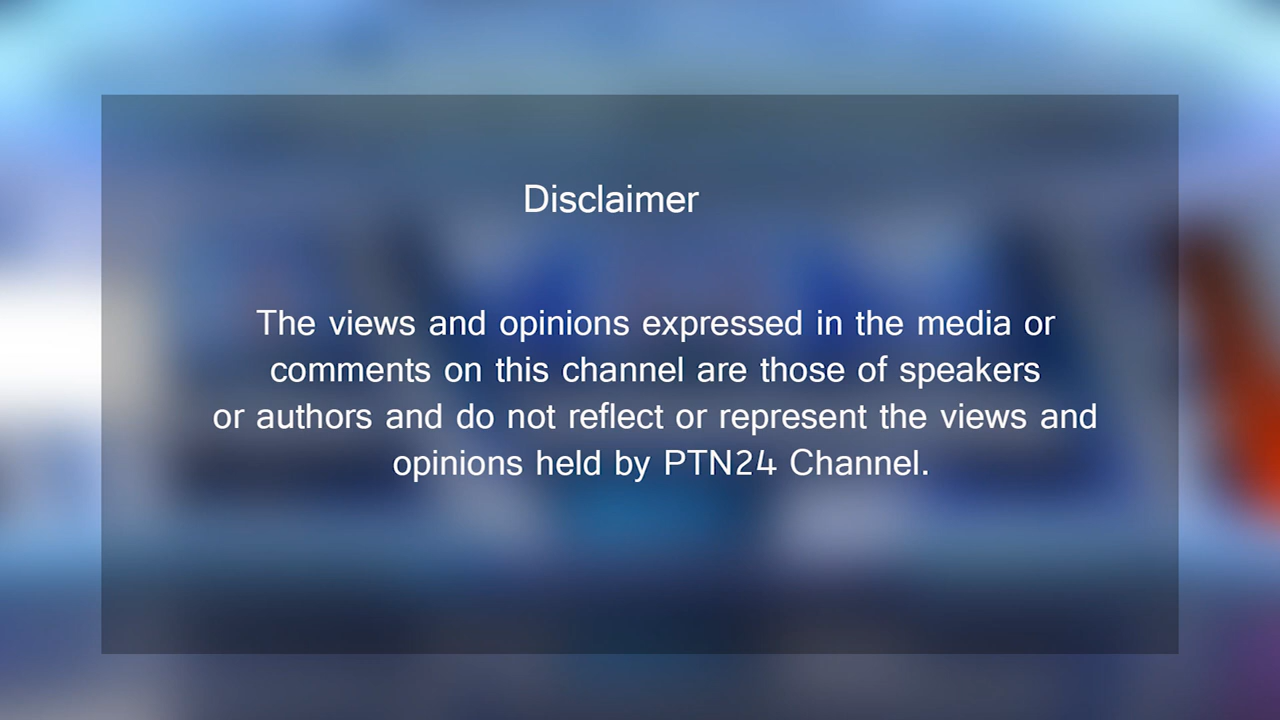 Disclaimer
The views and opinions expressed in the media or
comments on this channel are those of speakers
or authors and do not reflect or represent the views and
opinions held by PTN24 Channel.